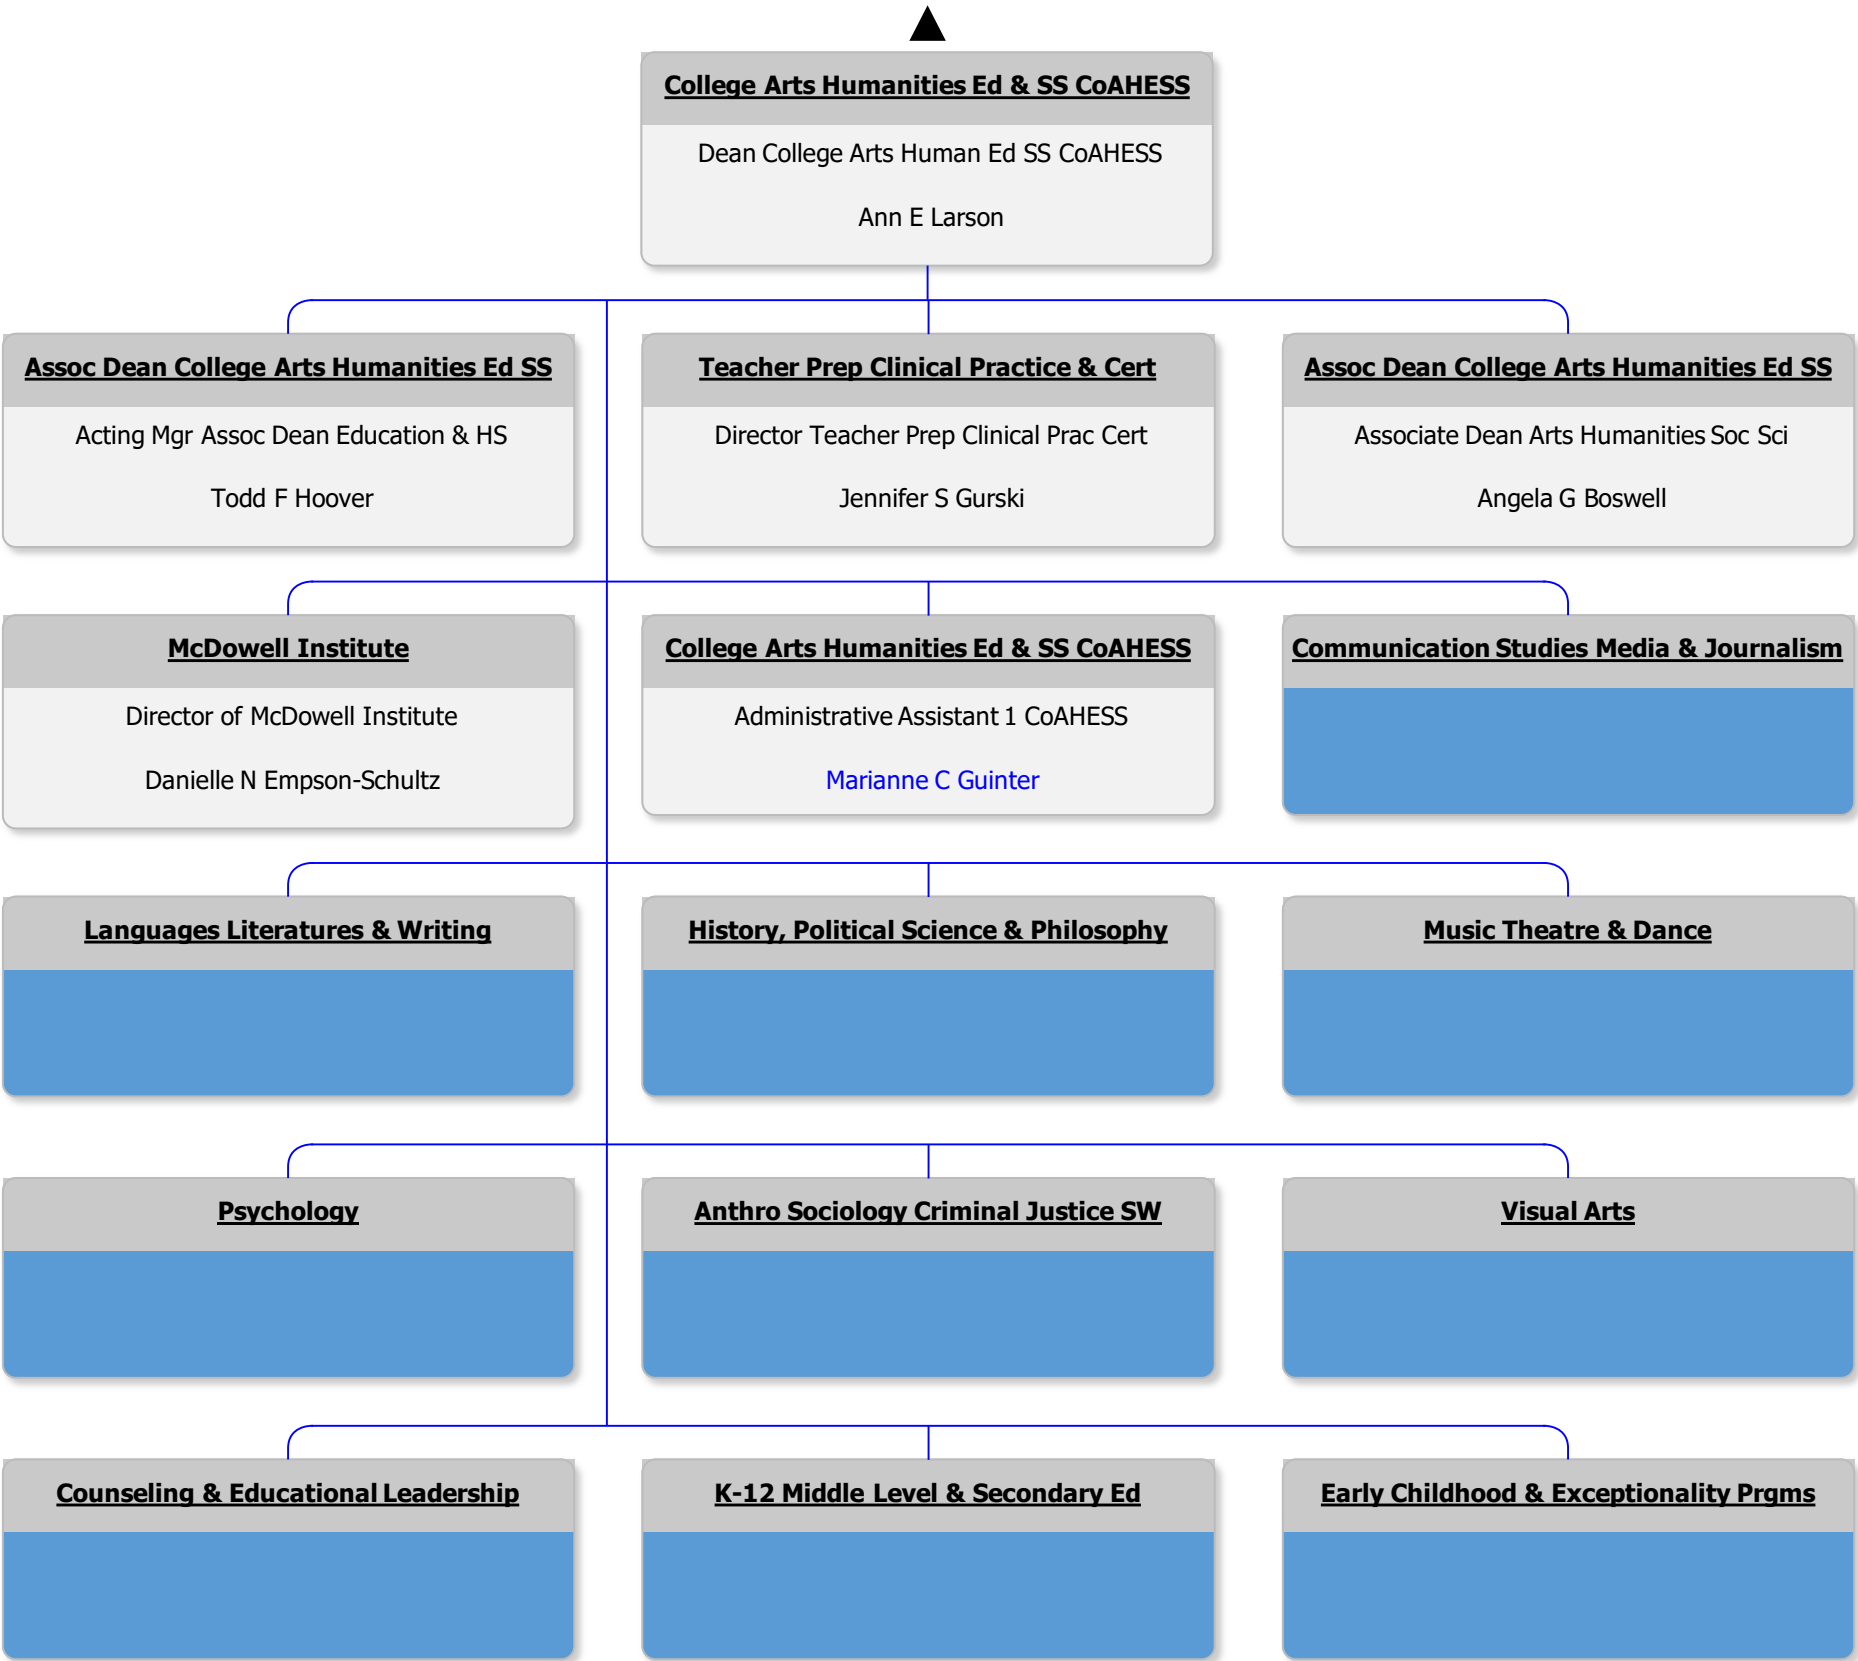 College Arts Humanities Ed & SS CoAHESS
Dean College Arts Human Ed SS CoAHESS
Ann E Larson
Assoc Dean College Arts Humanities Ed SS
Acting Mgr Assoc Dean Education & HS
Todd F Hoover
Teacher Prep Clinical Practice & Cert
Director Teacher Prep Clinical Prac Cert
Jennifer S Gurski
Assoc Dean College Arts Humanities Ed SS
Associate Dean Arts Humanities Soc Sci
Angela G Boswell
McDowell Institute
Director of McDowell Institute
Danielle N Empson-Schultz
College Arts Humanities Ed & SS CoAHESS
Administrative Assistant 1 CoAHESS
Marianne C Guinter
Communication Studies Media & Journalism
Languages Literatures & Writing
History, Political Science & Philosophy
Music Theatre & Dance
Psychology
Anthro Sociology Criminal Justice SW
Visual Arts
Counseling & Educational Leadership
K-12 Middle Level & Secondary Ed
Early Childhood & Exceptionality Prgms